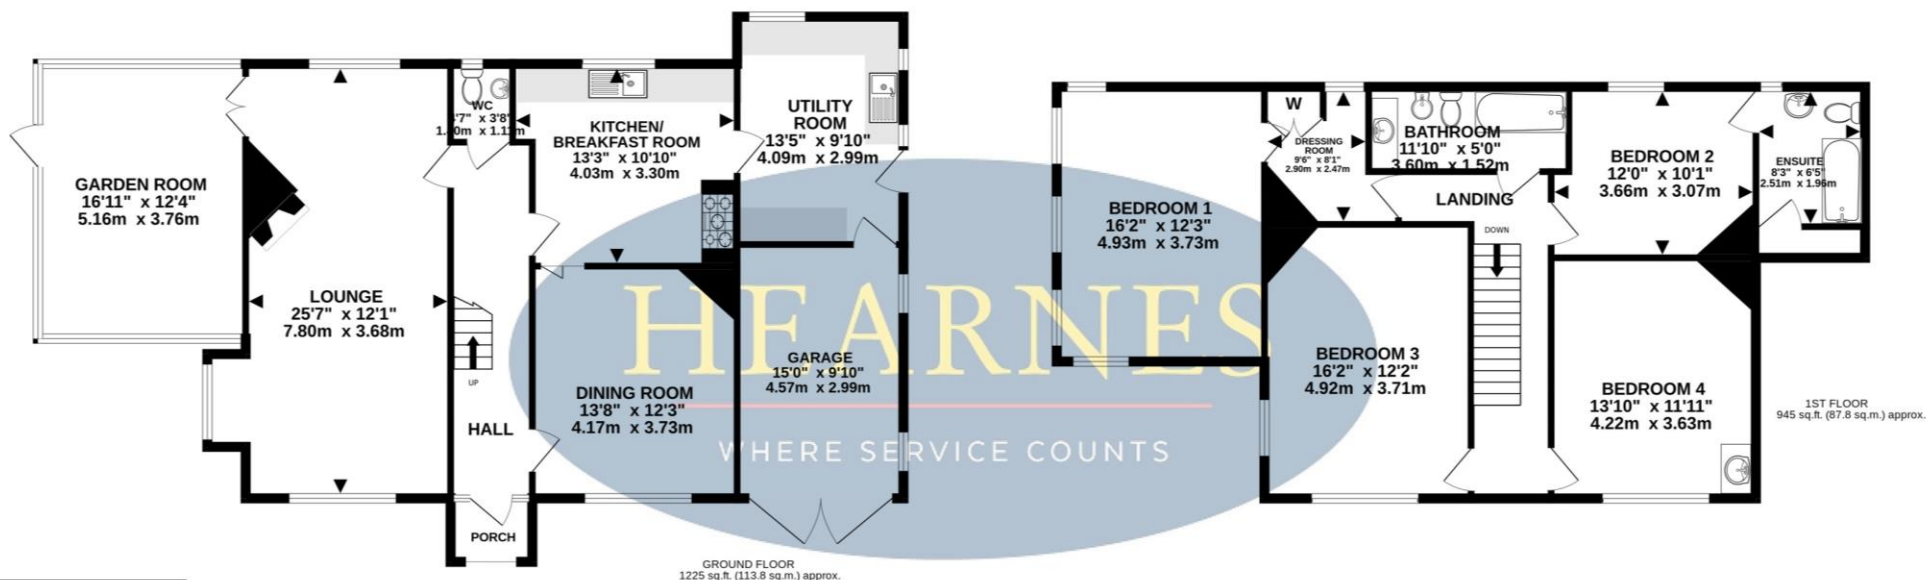 WC
KITCHEN/
BREAKFAST ROOM
13'3" x 10'10"
4.03m x 3.30m
UTILITY
ROOM
13'5" x 9'10"
4.09m x 2.99m
GARDEN ROOM
16'11" x 12'4"
5.16m x 3.76m
LOUNGE
25'7" x 12'1"
7.80m x 3.68m
UP
HALL
DINING ROOM
13'8" x 12'3"
4.17m x 3.73m
GARAGE
15'0" x 9'10"
4.57m x 2.99m
PORCH
GROUND FLOOR
1225 sq.ft. (113.8 sq.m.) approx.
HEARNES
WHERE SERVICE COUNTS
W
DRESSING
ROOM
9'6" x 8'1"
2.90m x 2.47m
BATHROOM
11'10" x 5'0"
3.60m x 1.52m
BEDROOM 2
12'0" x 10'1"
3.66m x 3.07m
ENSUITE
8'3" x 6'5"
2.51m x 1.96m
BEDROOM 1
16'2" x 12'3"
4.93m x 3.73m
LANDING
DOWN
BEDROOM 3
16'2" x 12'2"
4.92m x 3.71m
BEDROOM 4
13'10" x 11'11"
4.22m x 3.63m
1ST FLOOR
945 sq.ft. (87.8 sq.m.) approx.